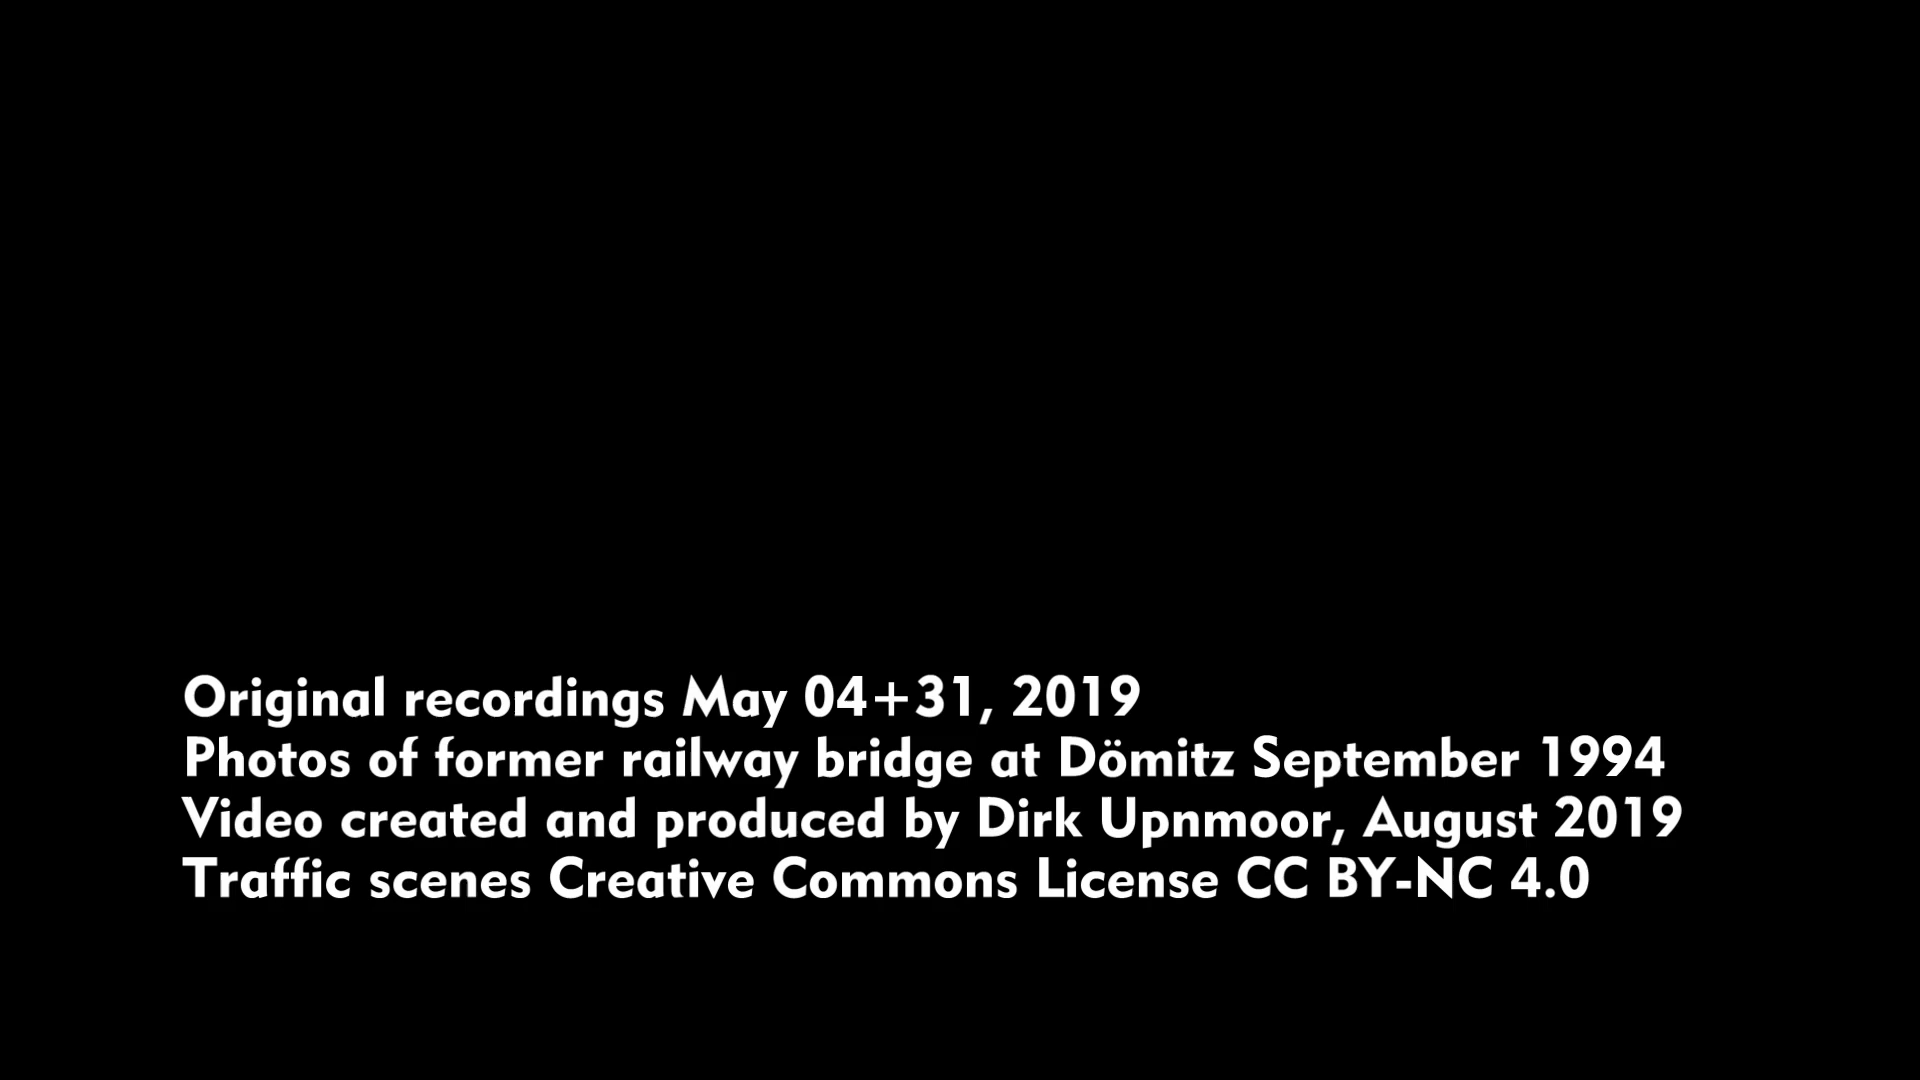 Original recordings May 04+31, 2019
Photos of former railway bridge at Dömitz September 1994
Video created and produced by Dirk Upnmoor, August 2019
Traffic scenes Creative Commons License CC BY-NC 4.0